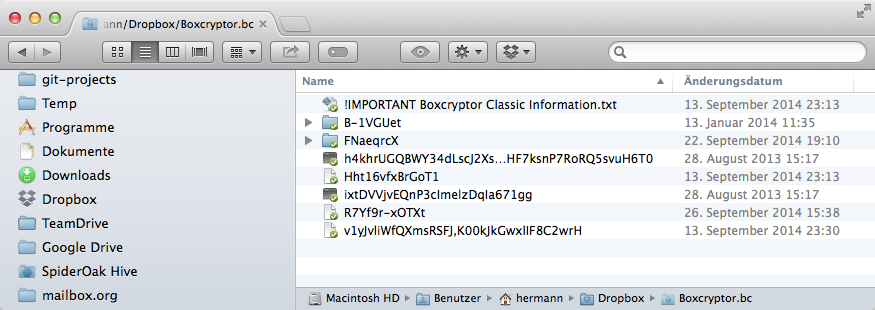 ann/Dropbox/Boxcryptor.bc
git-projects
Temp
Programme
Dokumente
Downloads
Dropbox
TeamDrive
Google Drive
SpiderOak Hive
mailbox.org
Name Änderungsdatum
!IMPORTANT Boxcryptor Classic Information.txt 13. September 2014 23:13
B-1VGUet 13. Januar 2014 11:35
FNaeqrcX 22. September 2014 19:10
h4khrUGQBWY34dLscJ2Xs...HF7ksnP7RoRQ5svuH6T0 28. August 2013 15:17
Hht16vfxBrGoT1 13. September 2014 23:13
ixtDVVjvEQnP3cImelzDqIa671gg 28. August 2013 15:17
R7Yf9r-xOTXt 26. September 2014 15:38
v1yJvliWfQXmsRSFJ,K00kJkGwxllF8C2wrH 13. September 2014 23:30
Macintosh HD Benutzer hermann Dropbox Boxcryptor.bc